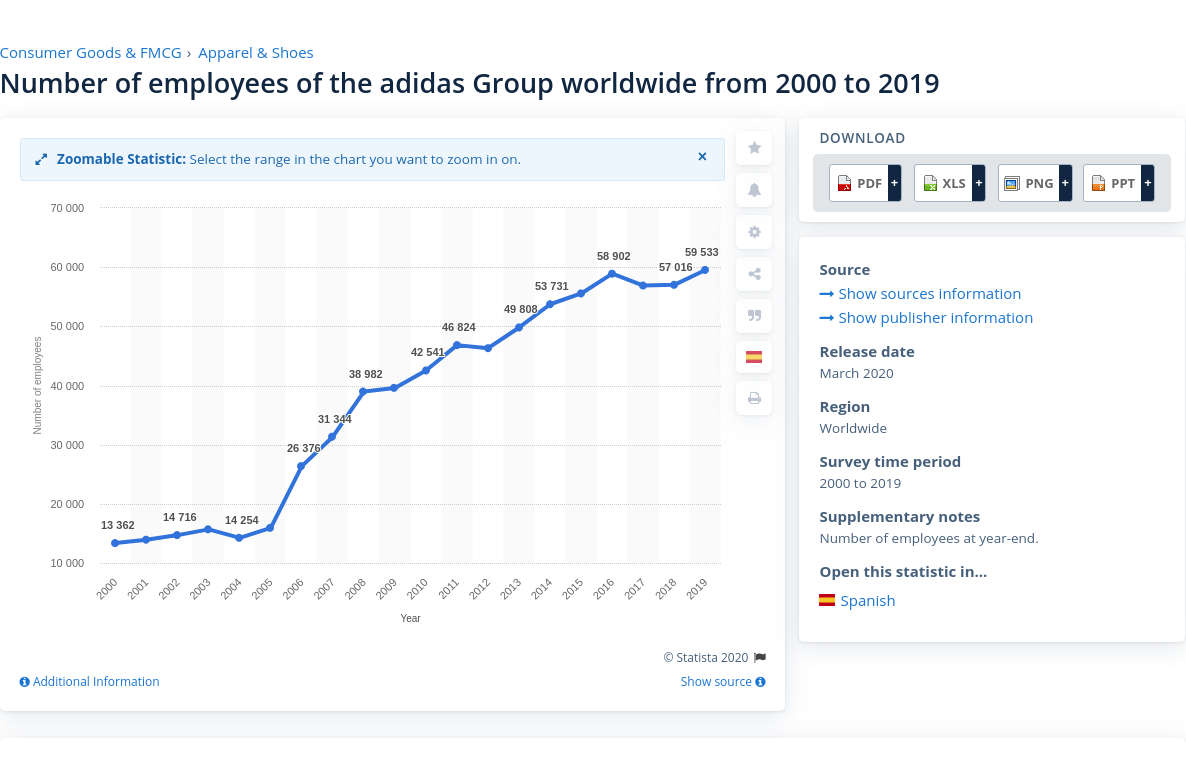 Consumer Goods & FMCG › Apparel & Shoes
Number of employees of the adidas Group worldwide from 2000 to 2019
Zoomable Statistic: Select the range in the chart you want to zoom in on.
×
70 000
60 000
50 000
40 000
30 000
20 000
10 000
Number of employees
13 362
14 716
14 254
26 376
31 344
38 982
42 541
46 824
49 808
53 731
58 902
57 016
59 533
2000
2001
2002
2003
2004
2005
2006
2007
2008
2009
2010
2011
2012
2013
2014
2015
2016
2017
2018
2019
Year
© Statista 2020
Additional Information
Show source
DOWNLOAD
PDF + XLS + PNG + PPT +
Source
Show sources information
Show publisher information
Release date
March 2020
Region
Worldwide
Survey time period
2000 to 2019
Supplementary notes
Number of employees at year-end.
Open this statistic in...
Spanish